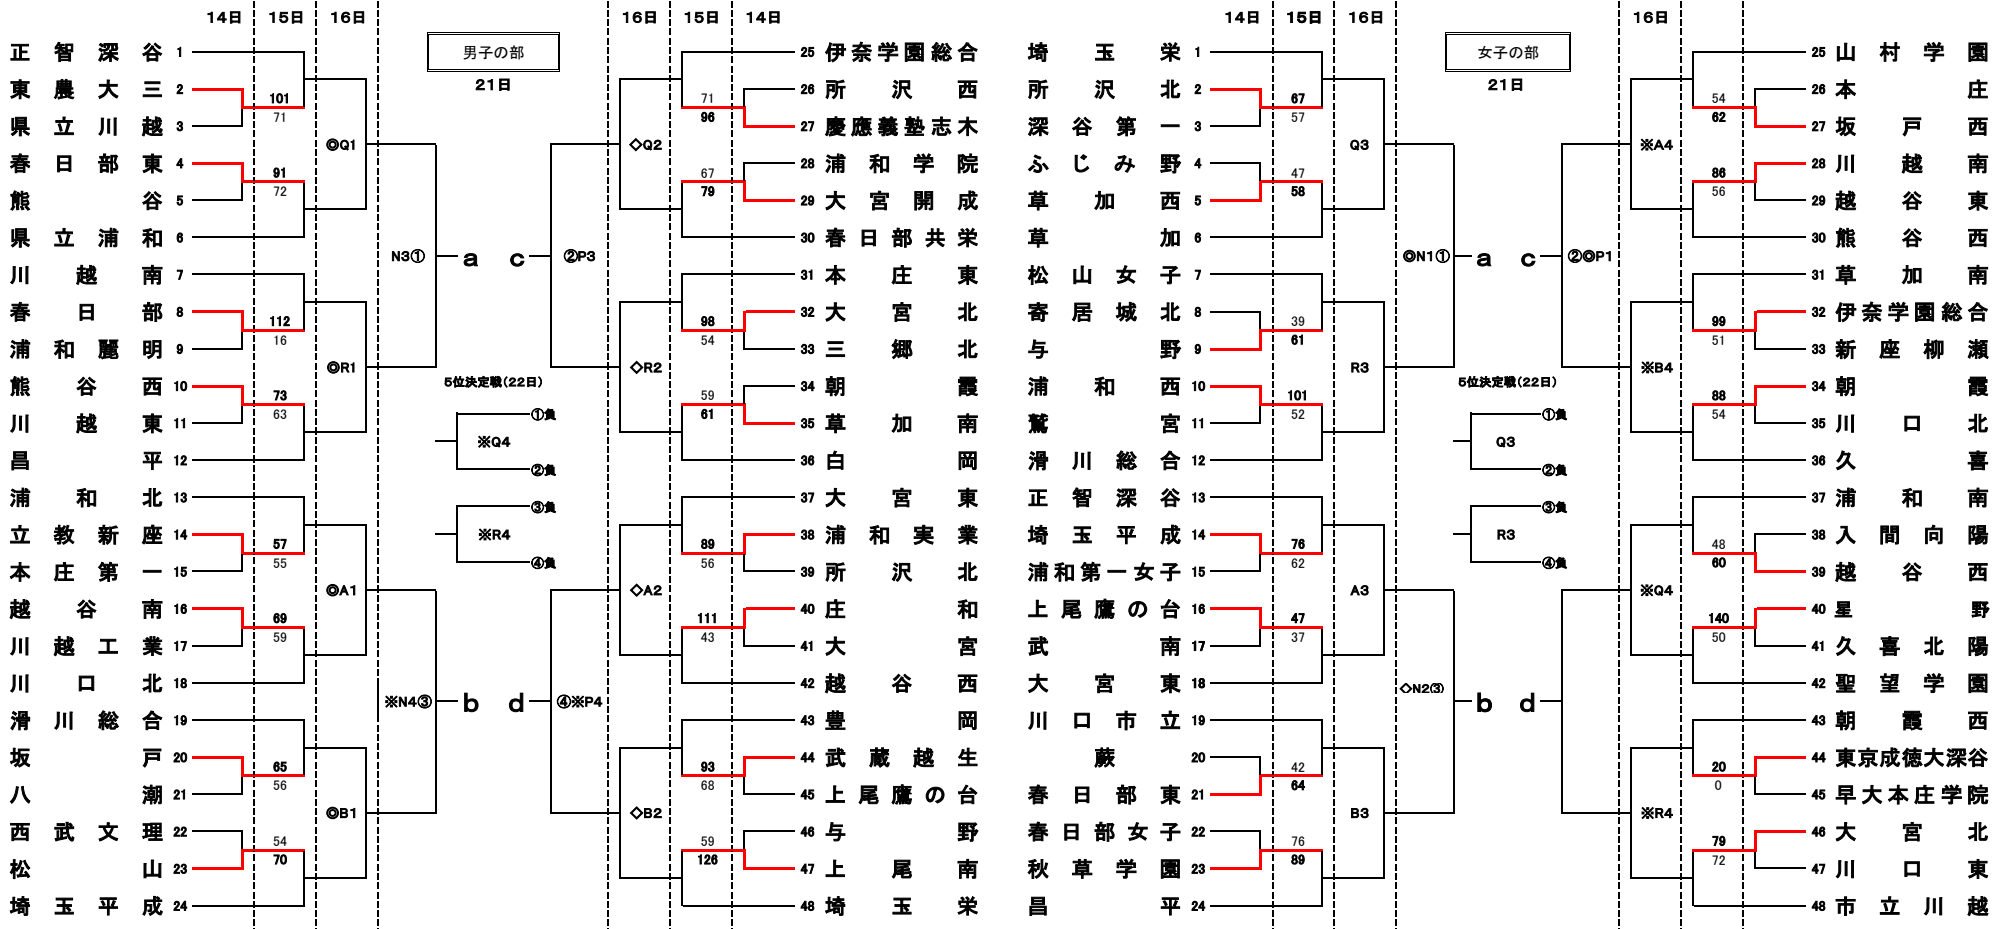 14日 15日 16日 16日 15日 14日 14日 15日 16日 16日
男子の部
21日
女子の部
21日
正智深谷 1
東農大三 2
101
71
県立川越 3
◎Q1
春日部東 4
91
72
熊谷 5
県立浦和 6
N3① a
川越南 7
春日部 8
112
16
浦和麗明 9
◎R1
熊谷西 10
73
63
川越東 11
昌平 12
浦和北 13
立教新座 14
57
55
本庄第一 15
◎A1
越谷南 16
69
59
川越工業 17
川口北 18
※N4③ b
滑川総合 19
坂戸 20
65
56
八潮 21
◎B1
西武文理 22
54
70
松山 23
埼玉平成 24
5位決定戦(22日)
①負
※Q4
②負
③負
※R4
④負
25 伊奈学園総合
26 所沢西
71
96
27 慶應義塾志木
◇Q2
28 浦和学院
67
79
29 大宮開成
30 春日部共栄
c ②P3
31 本庄東
32 大宮北
98
54
33 三郷北
◇R2
34 朝霞
59
61
35 草加南
36 白岡
37 大宮東
38 浦和実業
89
56
39 所沢北
◇A2
40 庄和
111
43
41 大宮
42 越谷西
d ④※P4
43 豊岡
44 武蔵越生
93
68
45 上尾鷹の台
◇B2
46 与野
59
126
47 上尾南
48 埼玉栄
埼玉栄 1
所沢北 2
67
57
深谷第一 3
Q3
ふじみ野 4
47
58
草加西 5
草加 6
◎N1① a
松山女子 7
寄居城北 8
39
61
与野 9
R3
浦和西 10
101
52
鷲宮 11
滑川総合 12
正智深谷 13
埼玉平成 14
76
62
浦和第一女子 15
A3
上尾鷹の台 16
47
37
武南 17
大宮東 18
◇N2③ b
川口市立 19
蕨 20
42
64
春日部東 21
B3
春日部女子 22
76
89
秋草学園 23
昌平 24
5位決定戦(22日)
①負
Q3
②負
③負
R3
④負
25 山村学園
26 本庄
54
62
27 坂戸西
※A4
28 川越南
86
56
29 越谷東
30 熊谷西
c ②◎P1
31 草加南
32 伊奈学園総合
99
51
33 新座柳瀬
※B4
34 朝霞
88
54
35 川口北
36 久喜
37 浦和南
38 入間向陽
48
60
39 越谷西
※Q4
40 星野
140
50
41 久喜北陽
42 聖望学園
d
43 朝霞西
44 東京成徳大深谷
20
0
45 早大本庄学院
※R4
46 大宮北
79
72
47 川口東
48 市立川越